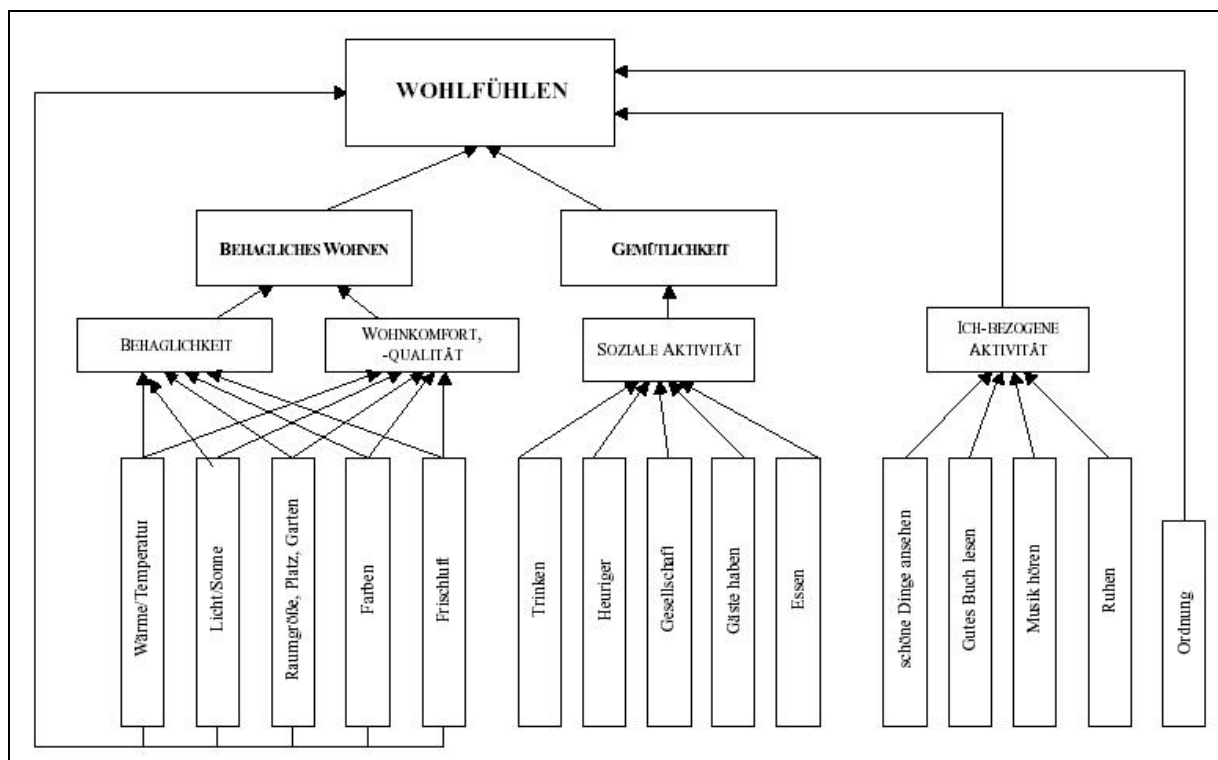 WOHLFÜHLEN
BEHAGLICHES WOHNEN
GEMÜTLICHKEIT
BEHAGLICHKEIT
WOHNKOMFORT,
-QUALITÄT
SOZIALE AKTIVITÄT
ICH-BEZOGENE
AKTIVITÄT
Wärme/Temperatur
Licht/Sonne
Raumgröße, Platz, Garten
Farben
Frischluft
Trinken
Heuriger
Gesellschaft
Gäste haben
Essen
schöne Dinge ansehen
Gutes Buch lesen
Musik hören
Ruhen
Ordnung